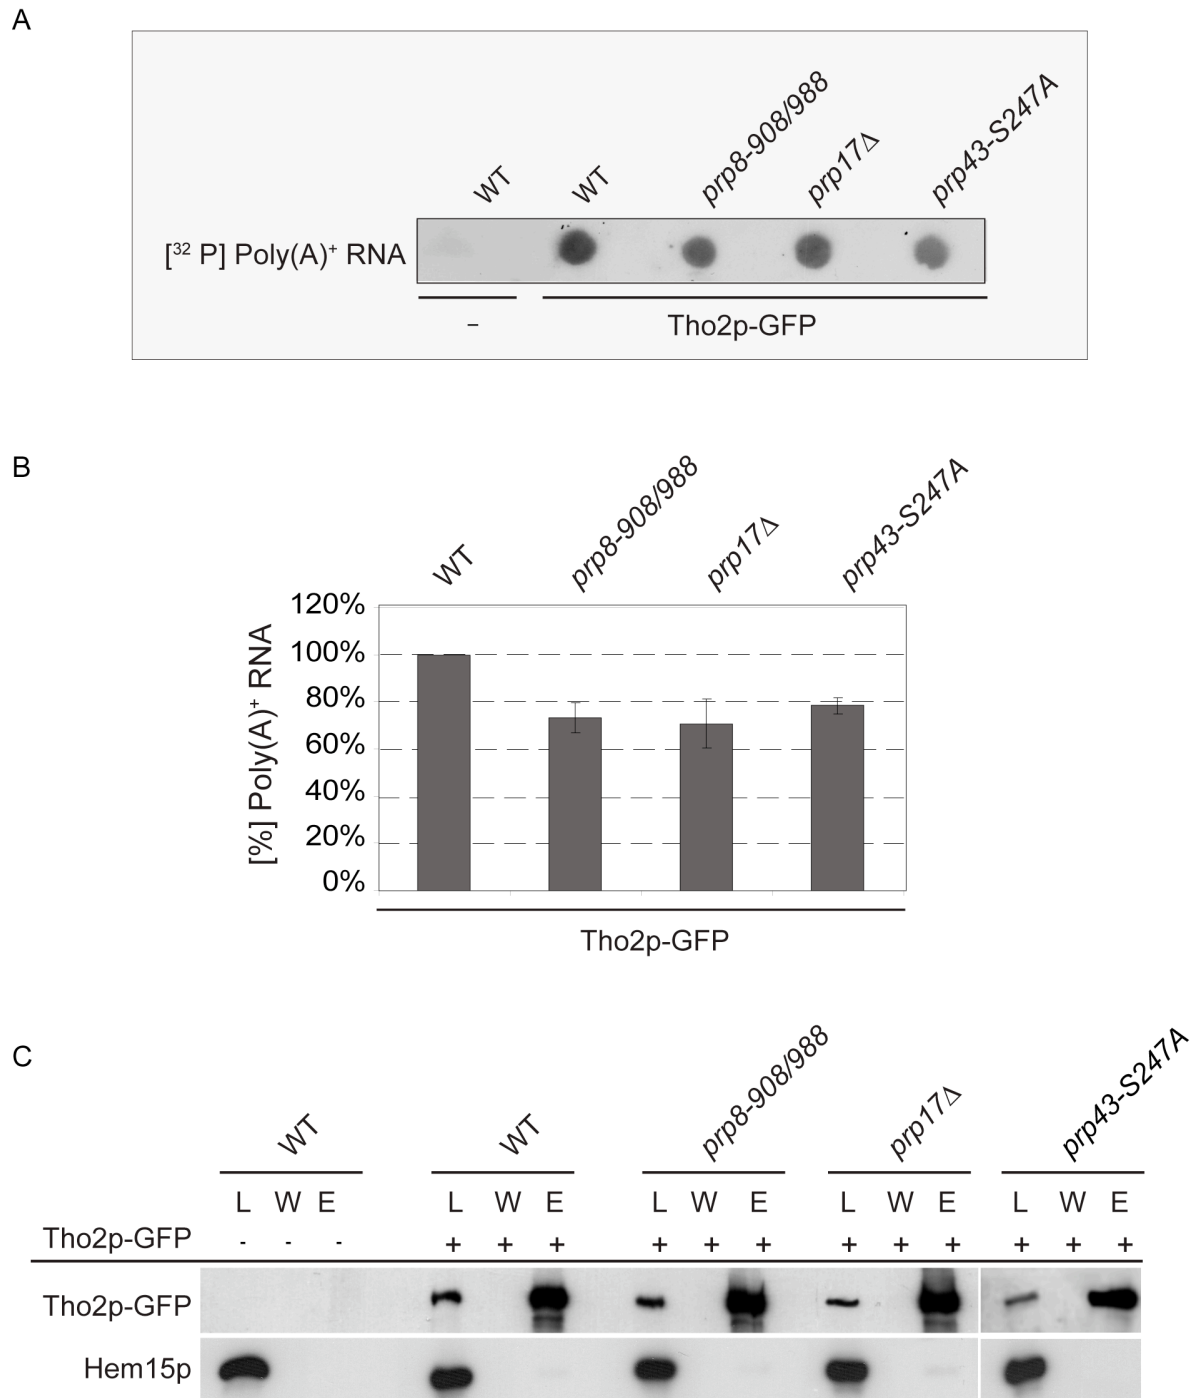 A
WT WT prp8-908/988 prp17Δ prp43-S247A
[³² P] Poly(A)⁺ RNA
– Tho2p-GFP
B
WT prp8-908/988 prp17Δ prp43-S247A
[%] Poly(A)⁺ RNA
120%
100%
80%
60%
40%
20%
0%
Tho2p-GFP
C
WT WT prp8-908/988 prp17Δ prp43-S247A
L W E L W E L W E L W E L W E
Tho2p-GFP - - - + + + + + + + + + + + +
Tho2p-GFP
Hem15p